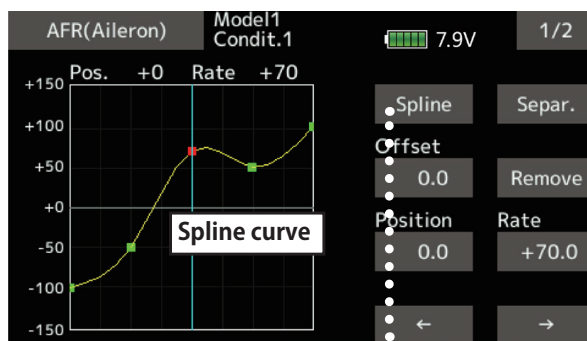 AFR(Aileron) Model1 7.9V 1/2
Condit.1
Pos. +0 Rate +70
+150
+100
+50
+0
-50
-100
-150
Spline curve
Spline Separ.
Offset
0.0 Remove
Position Rate
0.0 +70.0
← →